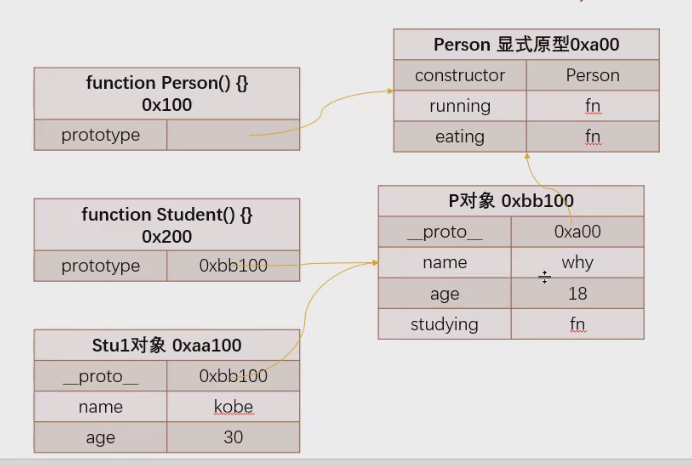 Person 显式原型0xa00
constructor Person
running fn
eating fn
function Person() {}
0x100
prototype
function Student() {}
0x200
prototype 0xbb100
P对象 0xbb100
__proto__ 0xa00
name why
age 18
studying fn
Stu1对象 0xaa100
__proto__ 0xbb100
name kobe
age 30